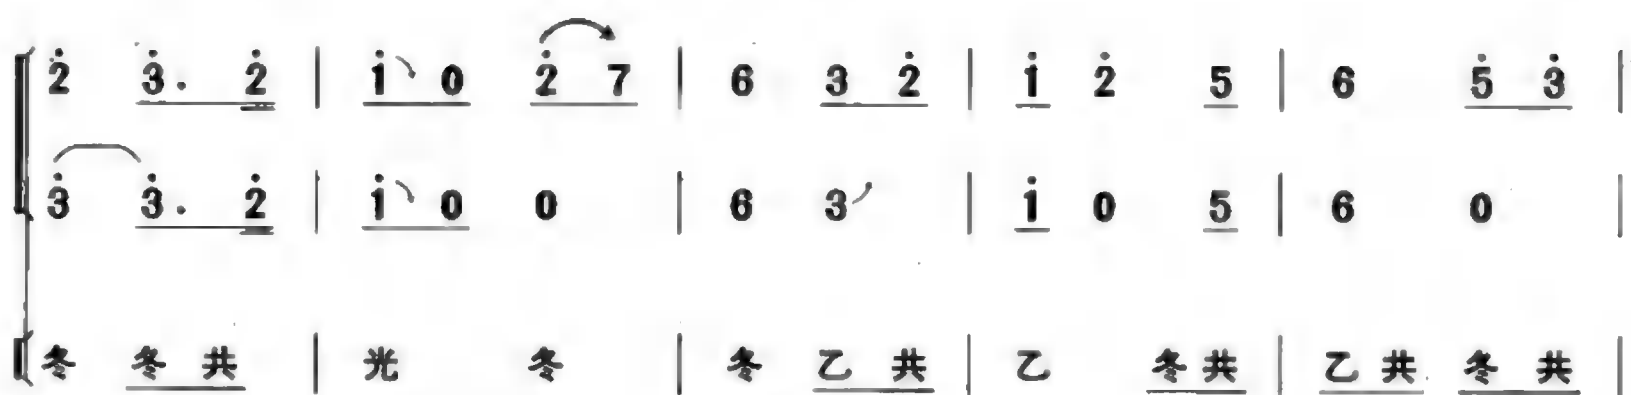 2̇ 3̇. 2̇ | 1̇ 0 2̇ 7 | 6 3 2̇ | 1̇ 2̇ 5 | 6 5̇ 3̇ |
3̇ 3̇. 2̇ | 1̇ 0 0 | 6 3 | 1̇ 0 5 | 6 0 |
冬 冬 共 | 光 冬 | 冬 乙 共 | 乙 冬 共 | 乙 共 冬 共 |